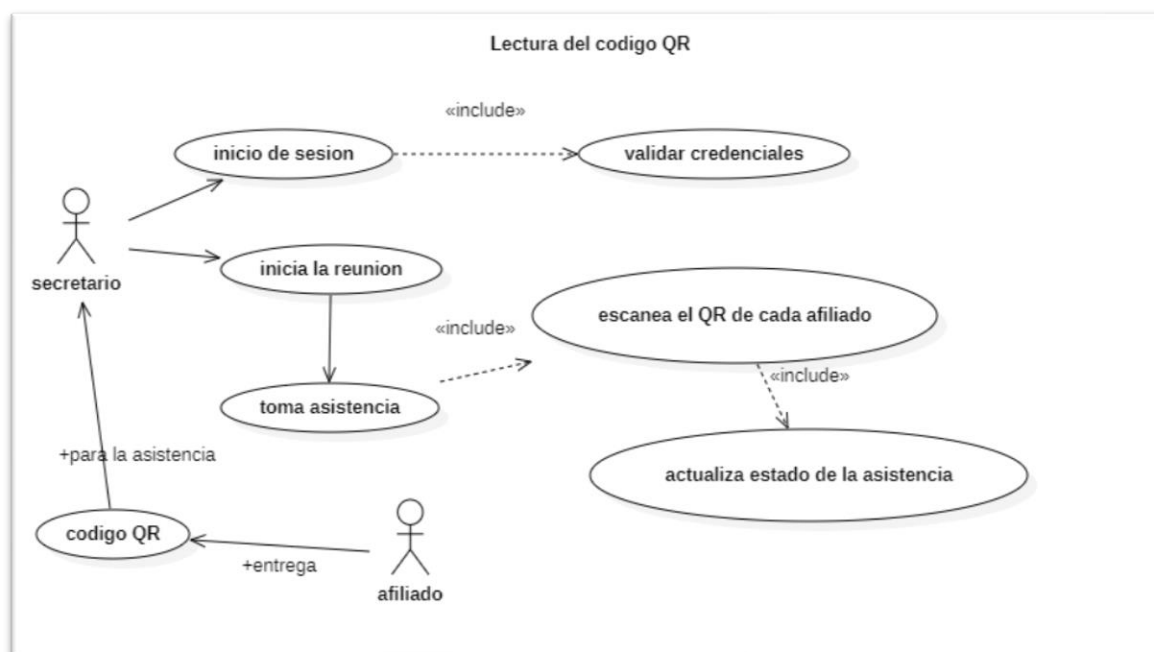 Lectura del codigo QR
«include»
inicio de sesion
validar credenciales
secretario
inicia la reunion
«include»
escanea el QR de cada afiliado
«include»
toma asistencia
actualiza estado de la asistencia
+para la asistencia
codigo QR
+entrega
afiliado